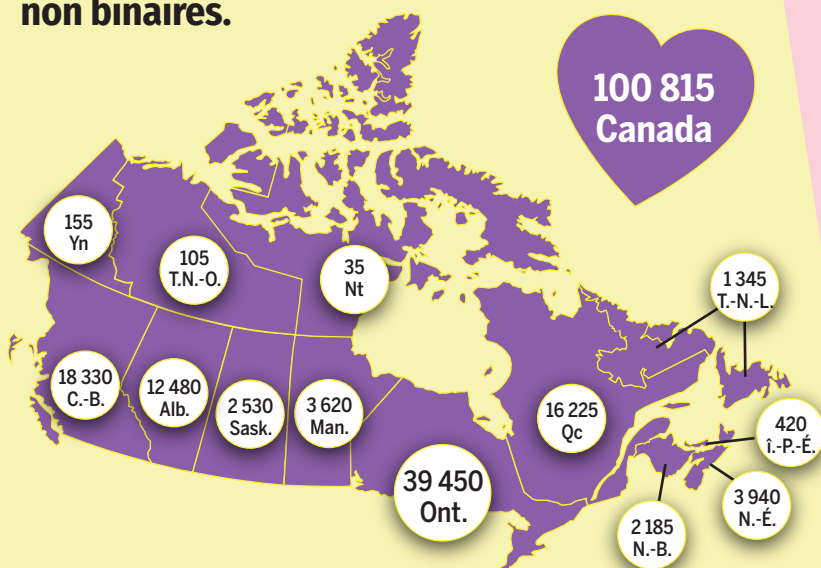 non binaires.
100 815
Canada
155
Yn
105
T.N.-O.
35
Nt
1 345
T.-N.-L.
18 330
C.-B.
12 480
Alb.
2 530
Sask.
3 620
Man.
16 225
Qc
420
î.-P.-É.
39 450
Ont.
3 940
N.-É.
2 185
N.-B.